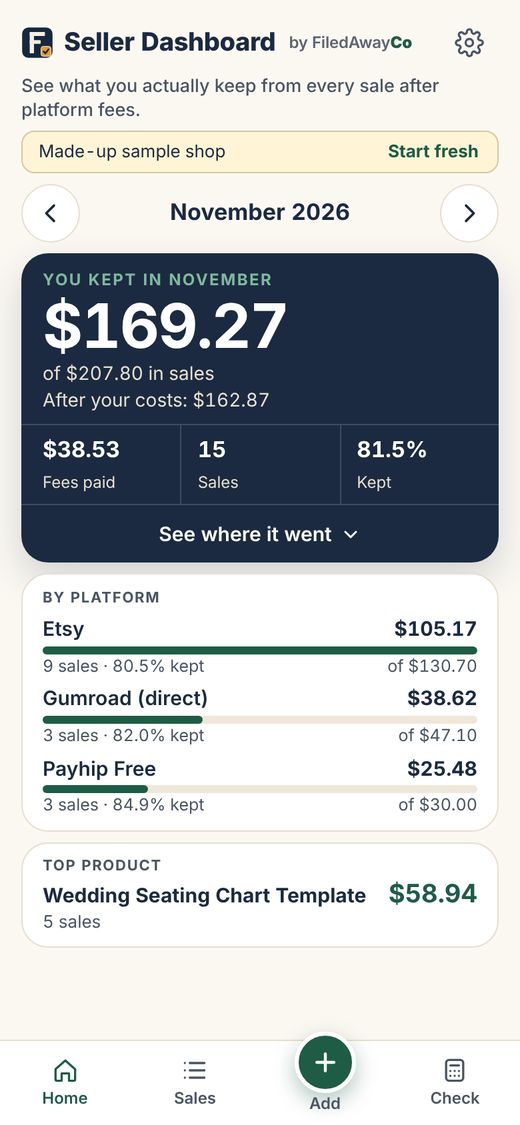 F
Seller Dashboard by FiledAwayCo
See what you actually keep from every sale after
platform fees.
Made-up sample shop Start fresh
November 2026
YOU KEPT IN NOVEMBER
$169.27
of $207.80 in sales
After your costs: $162.87
$38.53 15 81.5%
Fees paid Sales Kept
See where it went
BY PLATFORM
Etsy $105.17
9 sales · 80.5% kept of $130.70
Gumroad (direct) $38.62
3 sales · 82.0% kept of $47.10
Payhip Free $25.48
3 sales · 84.9% kept of $30.00
TOP PRODUCT
Wedding Seating Chart Template $58.94
5 sales
Home Sales Add Check